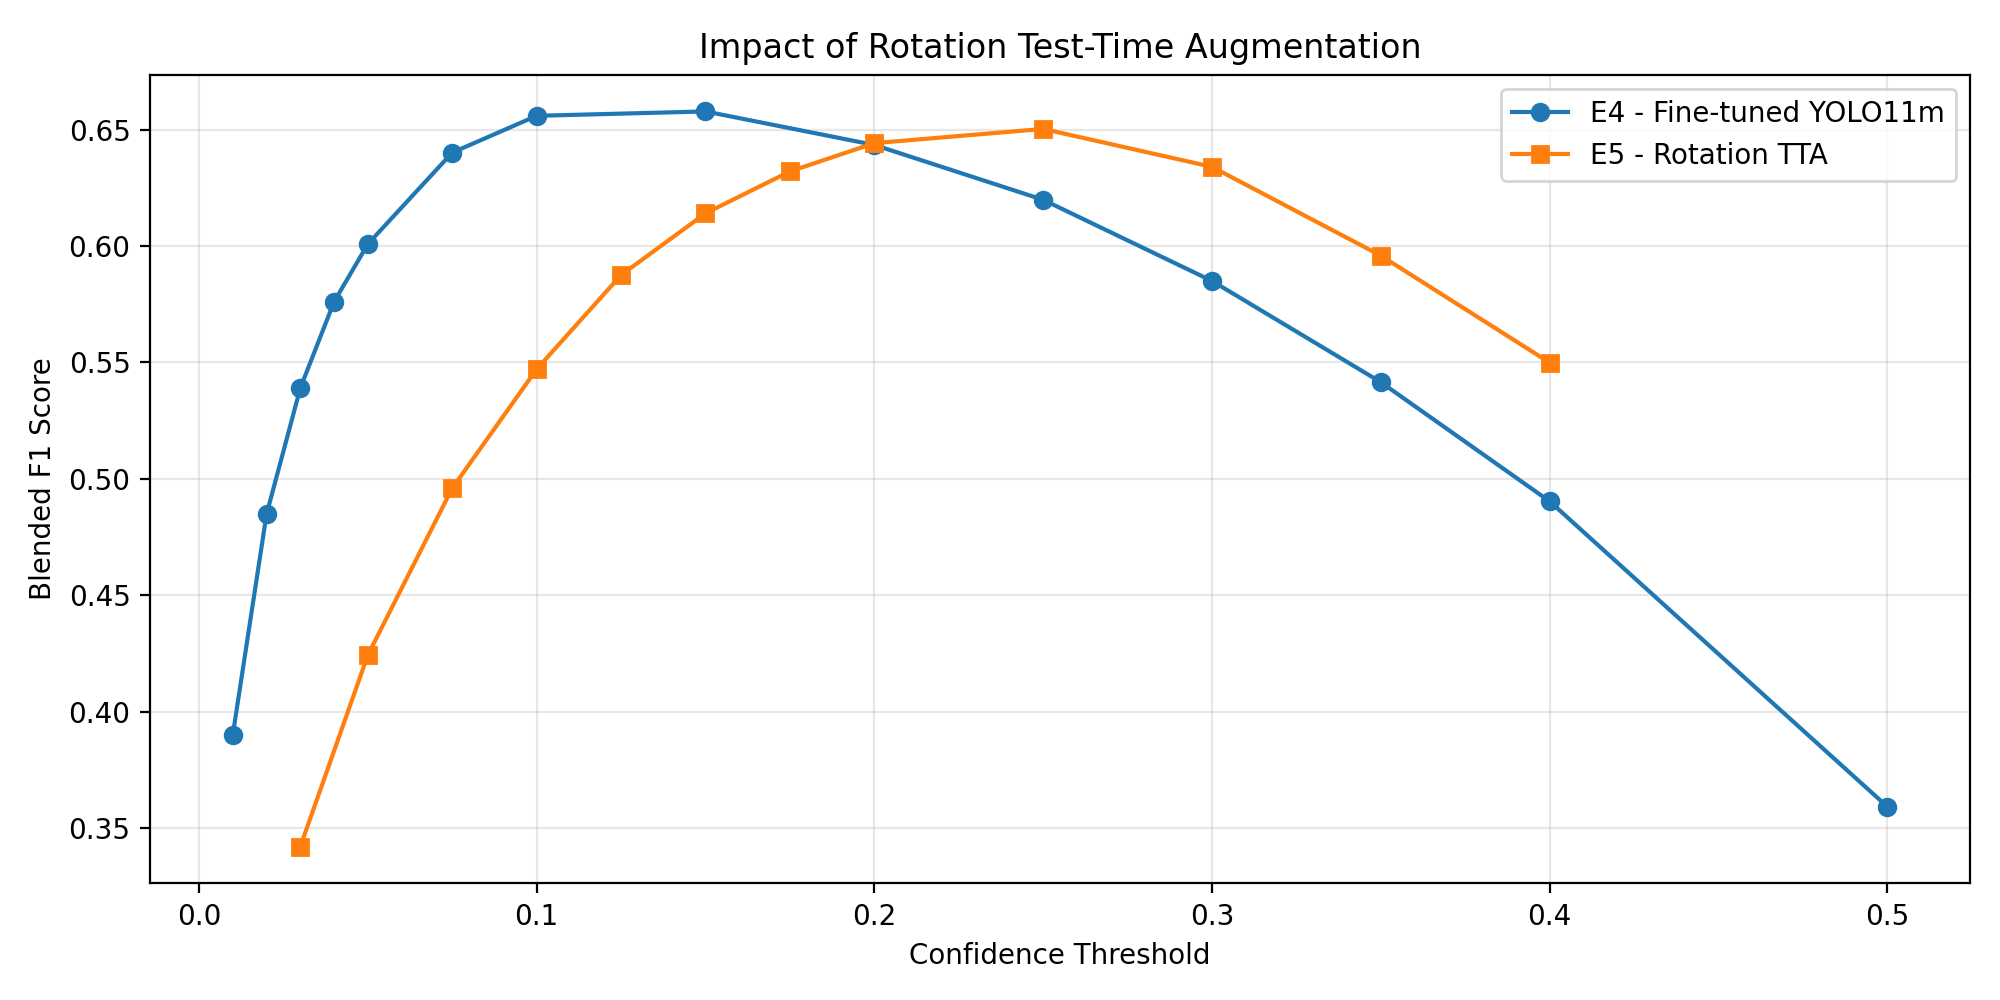 Impact of Rotation Test-Time Augmentation
E4 - Fine-tuned YOLO11m
E5 - Rotation TTA
Blended F1 Score
0.65
0.60
0.55
0.50
0.45
0.40
0.35
0.0 0.1 0.2 0.3 0.4 0.5
Confidence Threshold